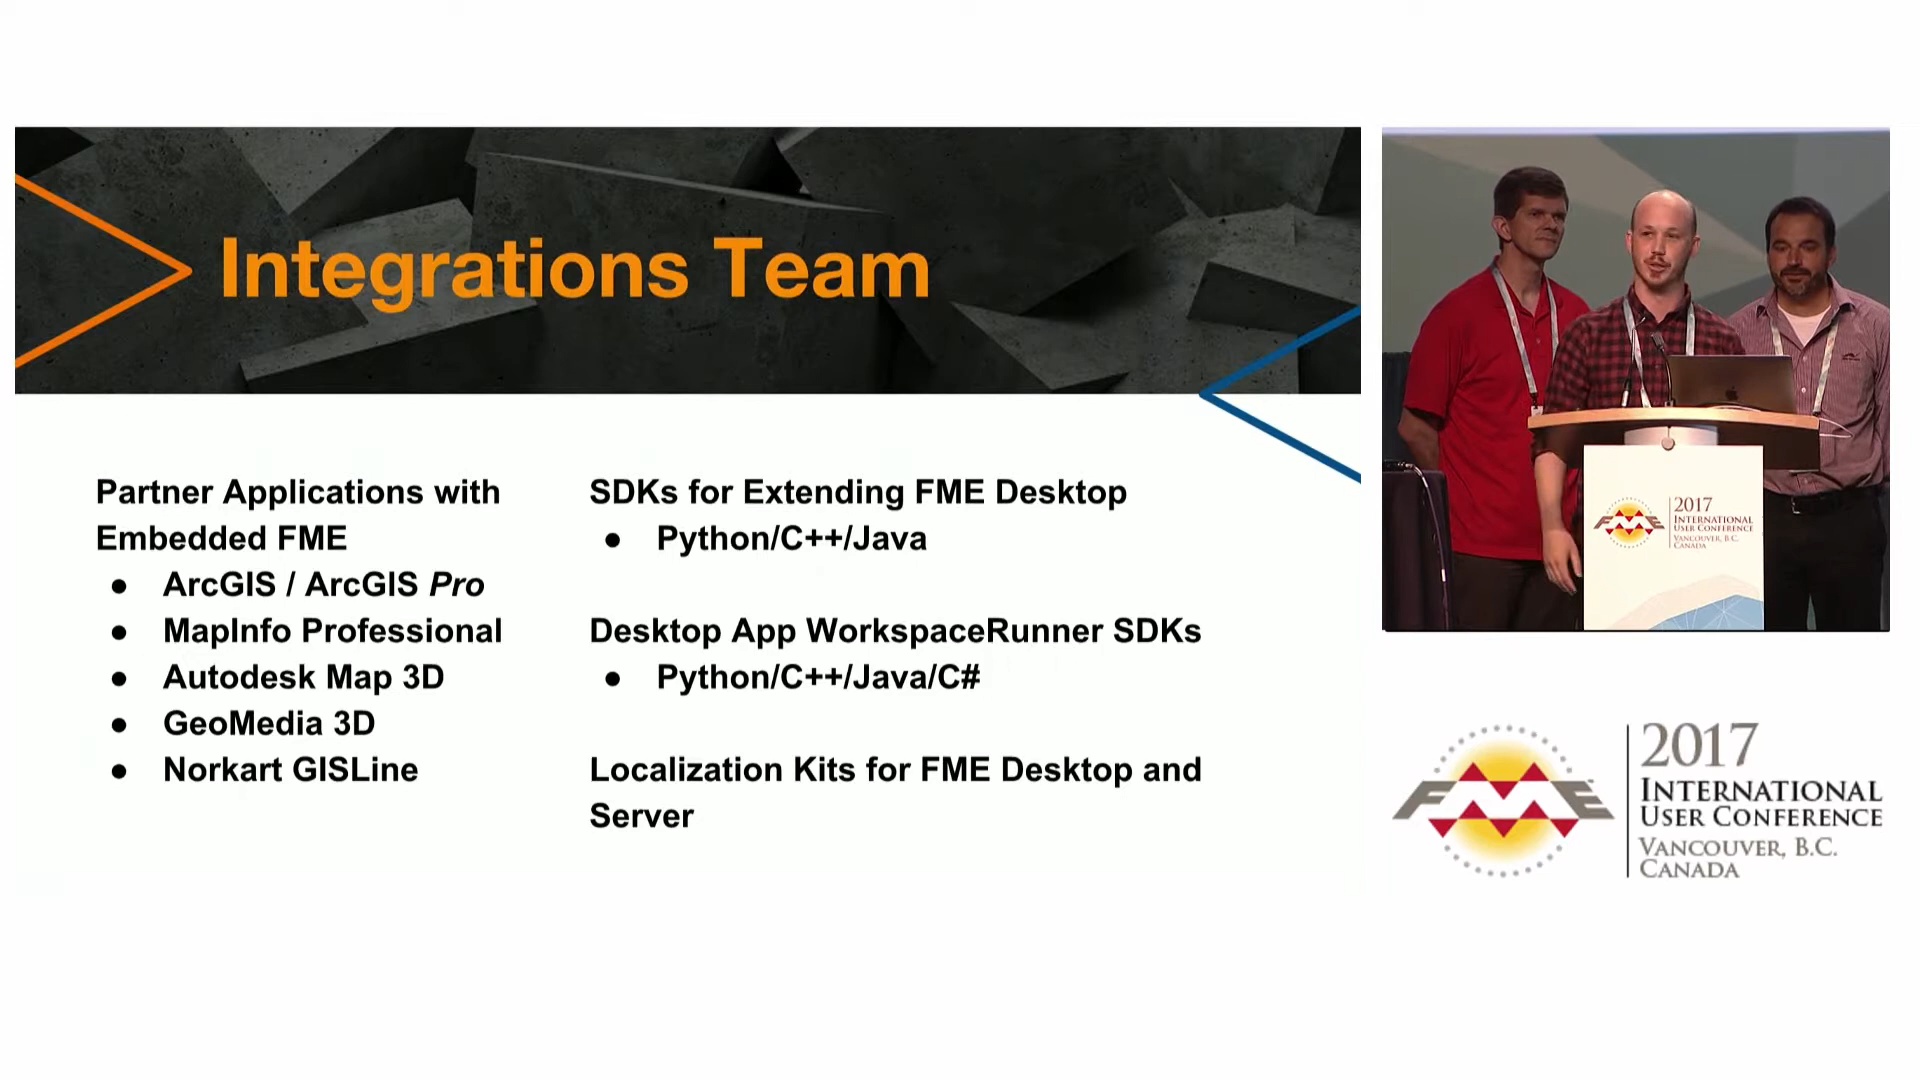 Integrations Team
Partner Applications with
Embedded FME
● ArcGIS / ArcGIS Pro
● MapInfo Professional
● Autodesk Map 3D
● GeoMedia 3D
● Norkart GISLine
SDKs for Extending FME Desktop
● Python/C++/Java
Desktop App WorkspaceRunner SDKs
● Python/C++/Java/C#
Localization Kits for FME Desktop and
Server
FME
2017
INTERNATIONAL
USER CONFERENCE
VANCOUVER, B.C.
CANADA
FME
2017
INTERNATIONAL
USER CONFERENCE
VANCOUVER, B.C.
CANADA